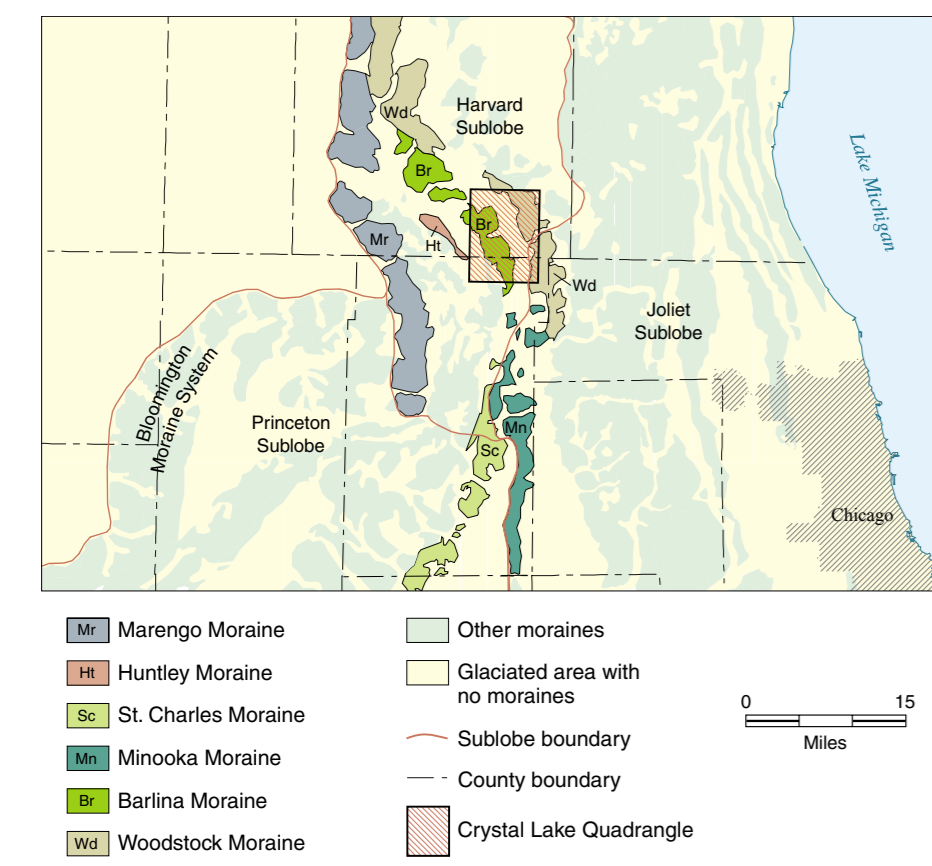 Wd
Harvard
Sublobe
Lake Michigan
Br
Br
Mr
Ht
Wd
Joliet
Sublobe
Bloomington
Moraine System
Princeton
Sublobe
Mn
Sc
Chicago
Mr Marengo Moraine
Ht Huntley Moraine
Sc St. Charles Moraine
Mn Minooka Moraine
Br Barlina Moraine
Wd Woodstock Moraine
Other moraines
Glaciated area with
no moraines
Sublobe boundary
County boundary
Crystal Lake Quadrangle
0 15
Miles